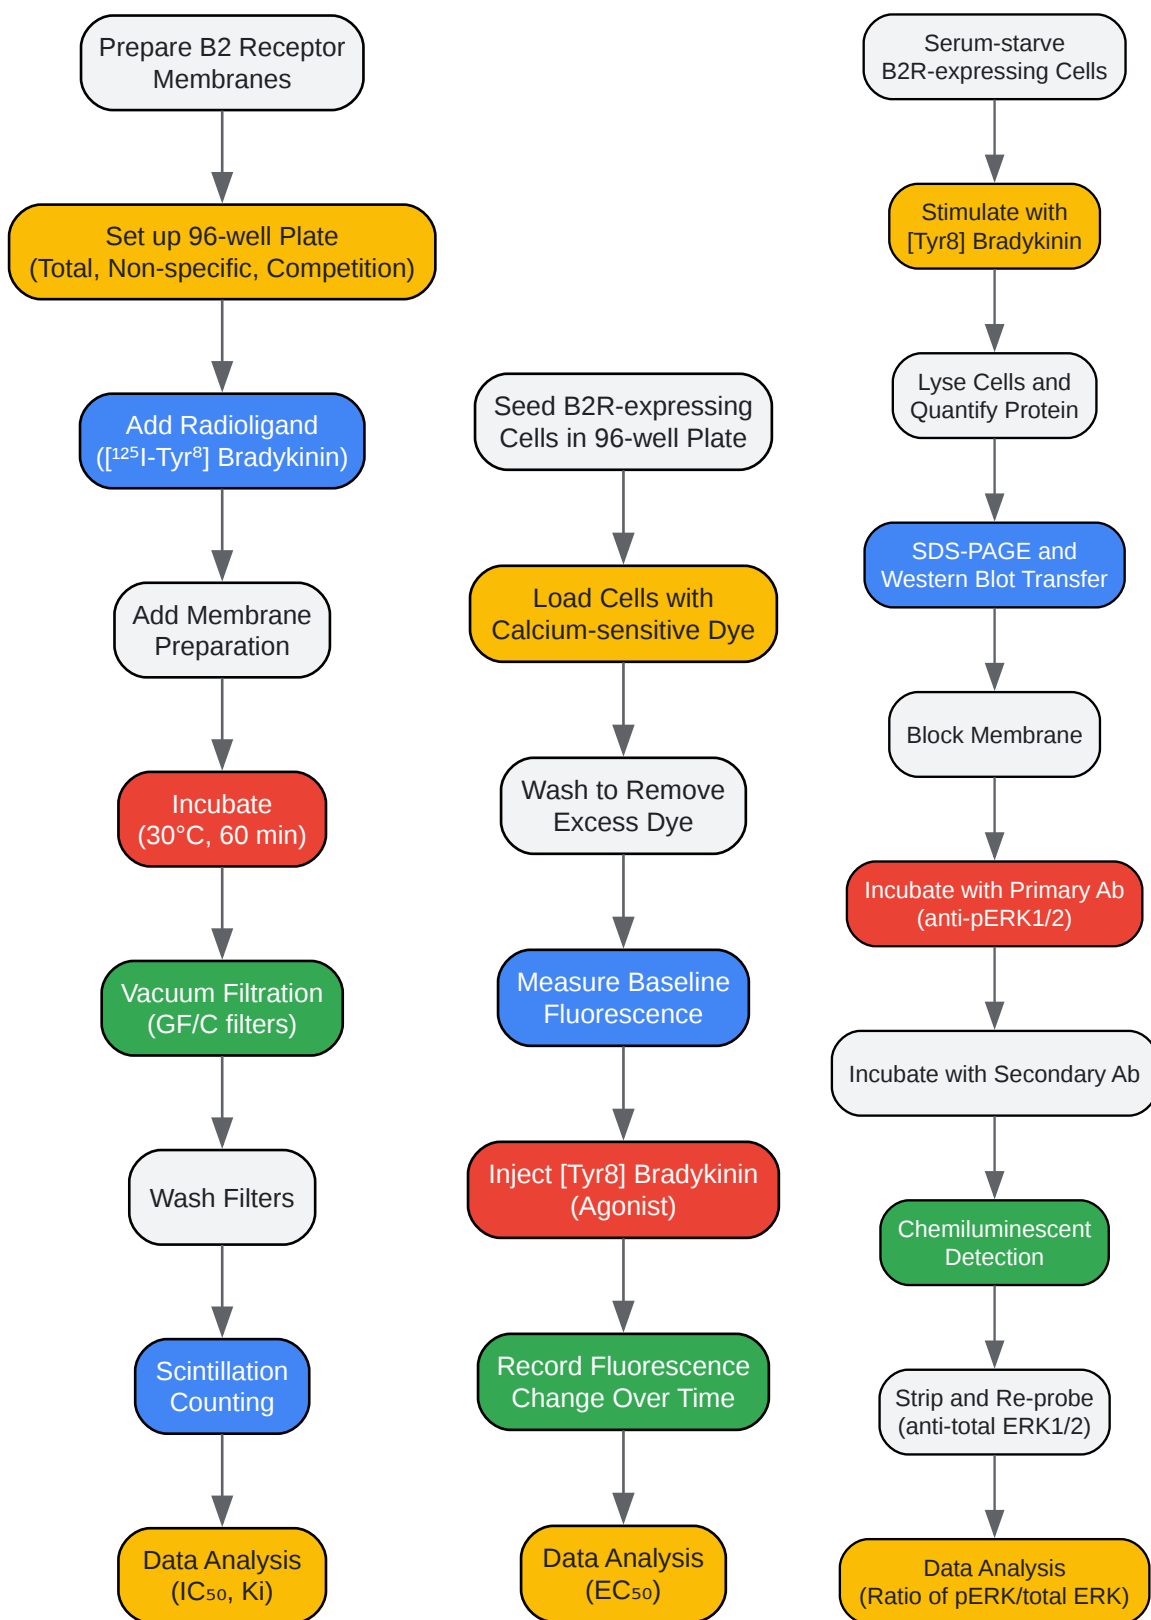 Prepare B2 Receptor
Membranes
Set up 96-well Plate
(Total, Non-specific, Competition)
Add Radioligand
([¹²⁵I-Tyr⁸] Bradykinin)
Add Membrane
Preparation
Incubate
(30°C, 60 min)
Vacuum Filtration
(GF/C filters)
Wash Filters
Scintillation
Counting
Data Analysis
(IC₅₀, Ki)
Seed B2R-expressing
Cells in 96-well Plate
Load Cells with
Calcium-sensitive Dye
Wash to Remove
Excess Dye
Measure Baseline
Fluorescence
Inject [Tyr8] Bradykinin
(Agonist)
Record Fluorescence
Change Over Time
Data Analysis
(EC₅₀)
Serum-starve
B2R-expressing Cells
Stimulate with
[Tyr8] Bradykinin
Lyse Cells and
Quantify Protein
SDS-PAGE and
Western Blot Transfer
Block Membrane
Incubate with Primary Ab
(anti-pERK1/2)
Incubate with Secondary Ab
Chemiluminescent
Detection
Strip and Re-probe
(anti-total ERK1/2)
Data Analysis
(Ratio of pERK/total ERK)